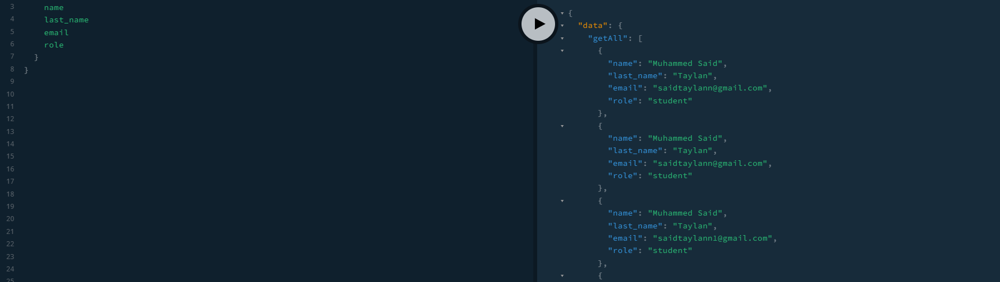 3 name
4 last_name
5 email
6 role
7 }
8 }
9
10
11
12
13
14
15
16
17
18
19
20
21
22
23
24
25
{
"data": {
"getAll": [
{
"name": "Muhammed Said",
"last_name": "Taylan",
"email": "saidtaylann@gmail.com",
"role": "student"
},
{
"name": "Muhammed Said",
"last_name": "Taylan",
"email": "saidtaylann@gmail.com",
"role": "student"
},
{
"name": "Muhammed Said",
"last_name": "Taylan",
"email": "saidtaylann1@gmail.com",
"role": "student"
},
{